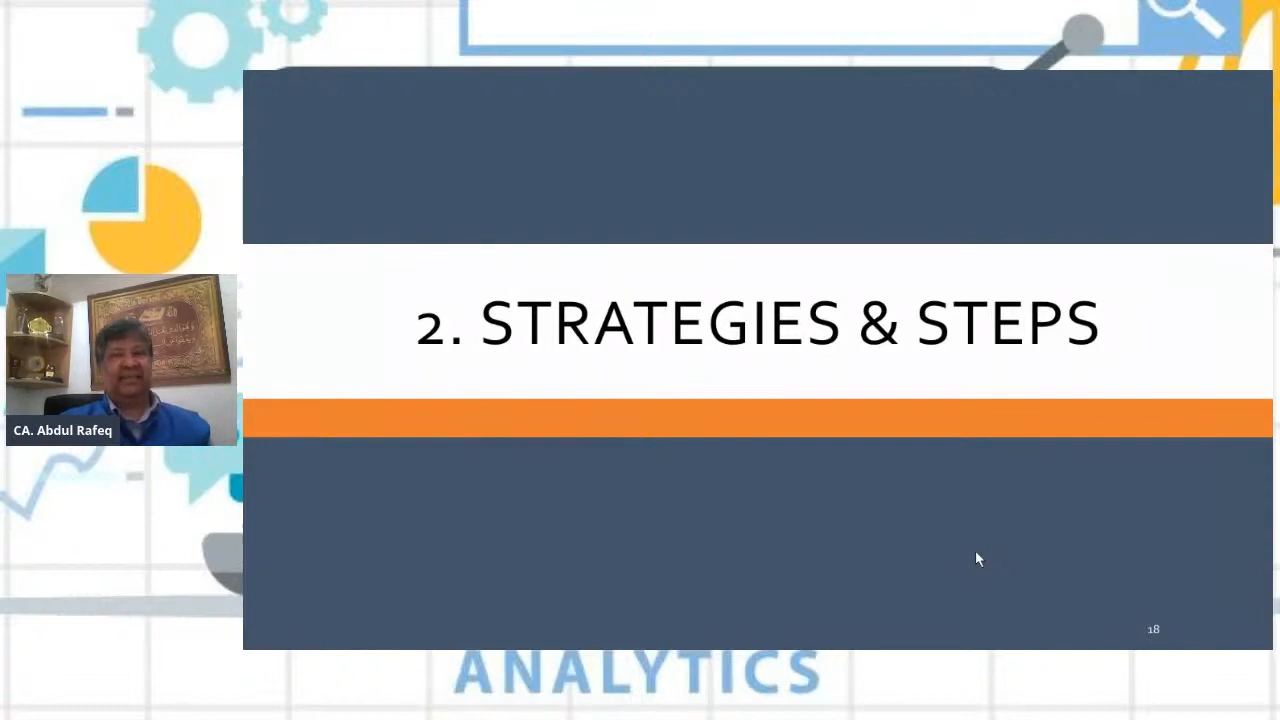 2. STRATEGIES & STEPS
CA. Abdul Rafeq
18
ANALYTICS